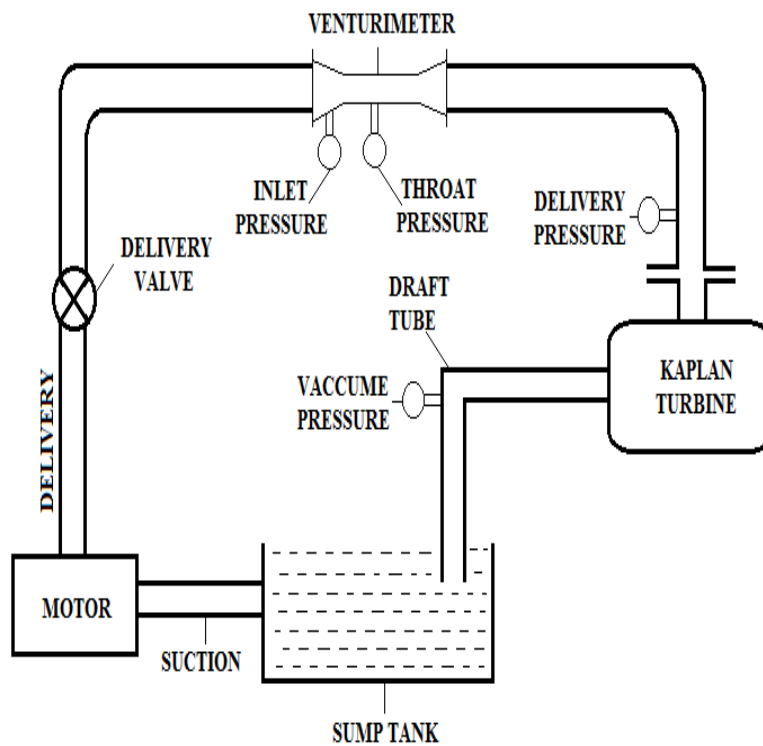 VENTURIMETER
INLET
PRESSURE
THROAT
PRESSURE
DELIVERY
PRESSURE
DELIVERY
VALVE
DRAFT
TUBE
KAPLAN
TURBINE
VACCUME
PRESSURE
DELIVERY
MOTOR
SUCTION
SUMP TANK